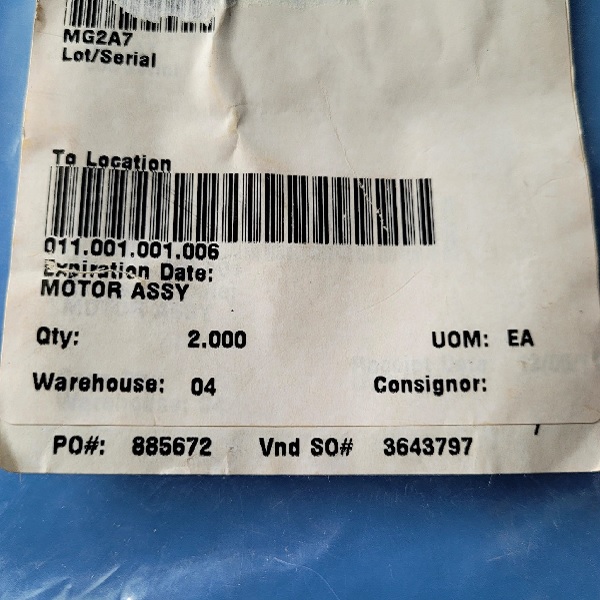 MG2A7
Lot/Serial
To Location
011.001.001.006
Expiration Date:
MOTOR ASSY
Qty: 2.000 UOM: EA
Warehouse: 04 Consignor:
PO#: 885672 Vnd SO# 3643797